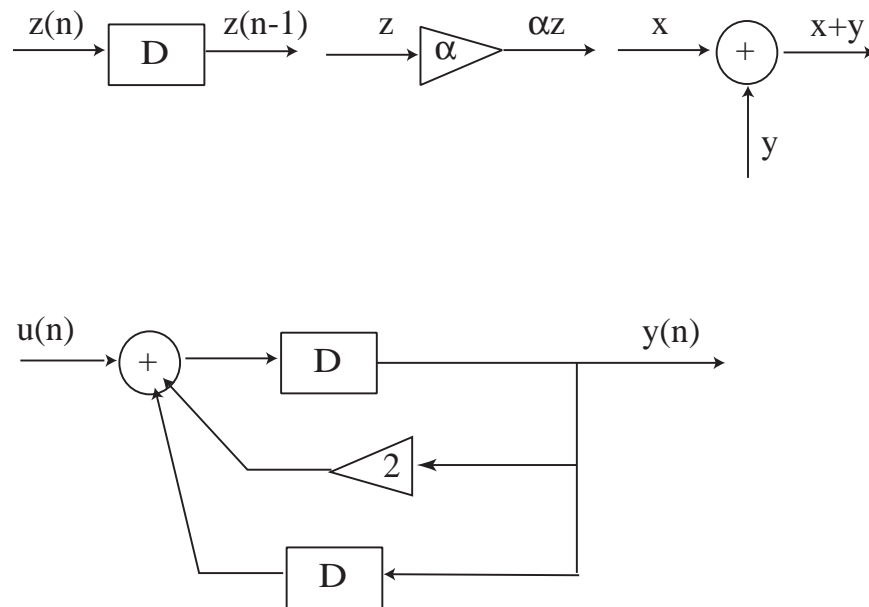 z(n) z(n-1) z αz x x+y
D α +
y
u(n) y(n)
+ D
2
D